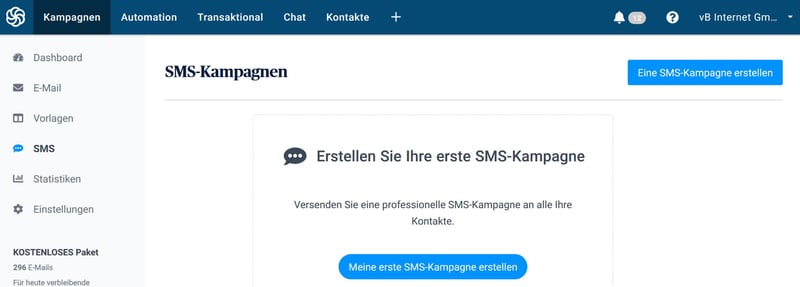 Kampagnen Automation Transaktional Chat Kontakte 12 vB Internet Gm...
Dashboard
E-Mail
Vorlagen
SMS
Statistiken
Einstellungen
KOSTENLOSES Paket
296 E-Mails
Für heute verbleibende
SMS-Kampagnen
Eine SMS-Kampagne erstellen
Erstellen Sie Ihre erste SMS-Kampagne
Versenden Sie eine professionelle SMS-Kampagne an alle Ihre
Kontakte.
Meine erste SMS-Kampagne erstellen